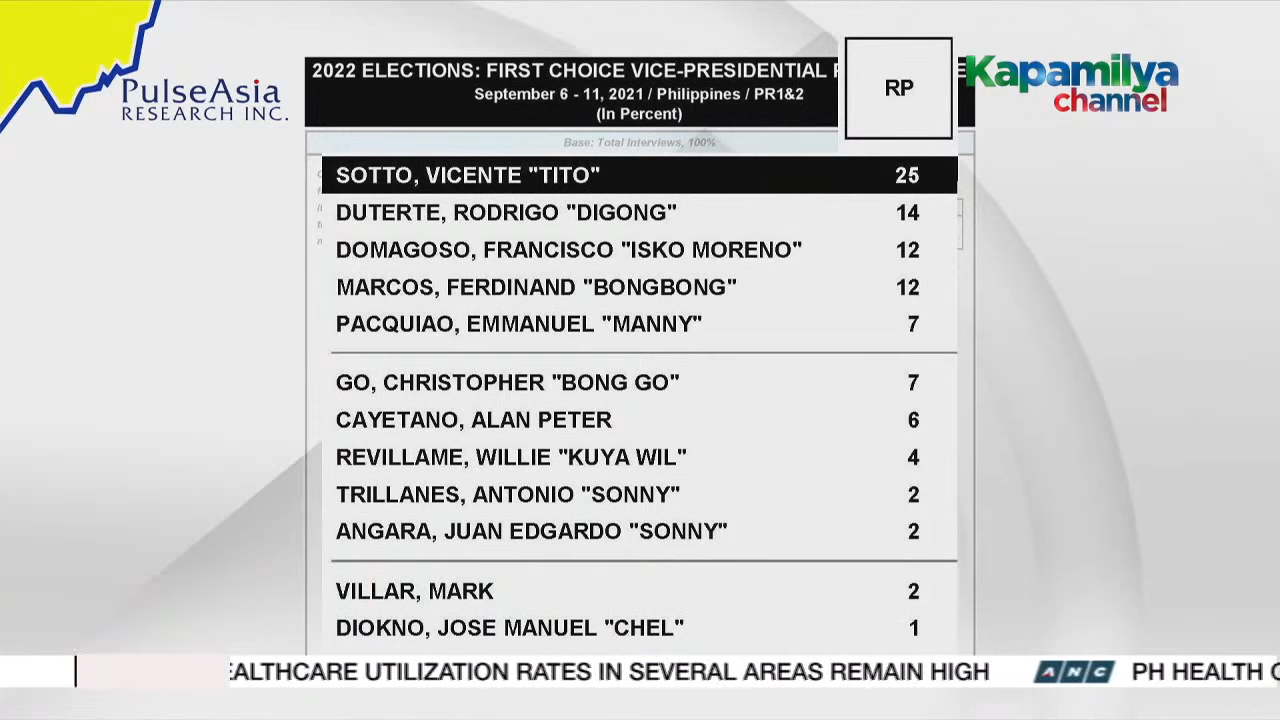 PulseAsia
RESEARCH INC.
2022 ELECTIONS: FIRST CHOICE VICE-PRESIDENTIAL
September 6 - 11, 2021 / Philippines / PR1&2
(In Percent)
RP
Kapamilya
channel
Base: Total Interviews, 100%
SOTTO, VICENTE "TITO" 25
DUTERTE, RODRIGO "DIGONG" 14
DOMAGOSO, FRANCISCO "ISKO MORENO" 12
MARCOS, FERDINAND "BONGBONG" 12
PACQUIAO, EMMANUEL "MANNY" 7
GO, CHRISTOPHER "BONG GO" 7
CAYETANO, ALAN PETER 6
REVILLAME, WILLIE "KUYA WIL" 4
TRILLANES, ANTONIO "SONNY" 2
ANGARA, JUAN EDGARDO "SONNY" 2
VILLAR, MARK 2
DIOKNO, JOSE MANUEL "CHEL" 1
EALTHCARE UTILIZATION RATES IN SEVERAL AREAS REMAIN HIGH ANC PH HEALTH